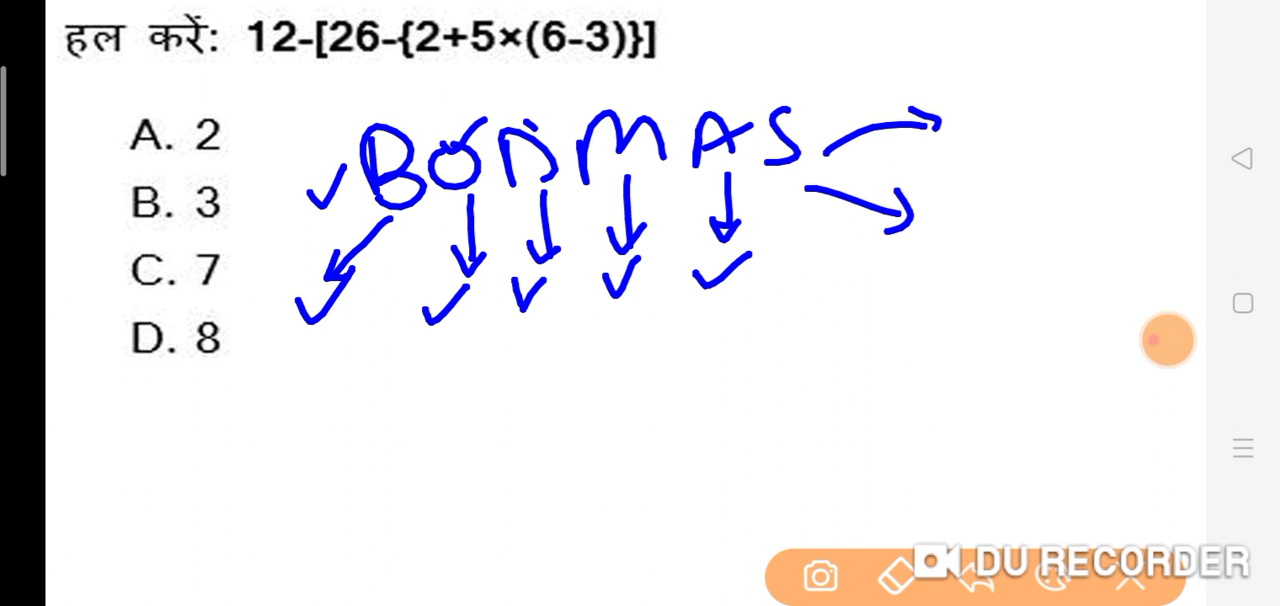 हल करें: 12-[26-{2+5×(6-3)}]
A. 2
BODMAS
B. 3
C. 7
D. 8
DU RECORDER